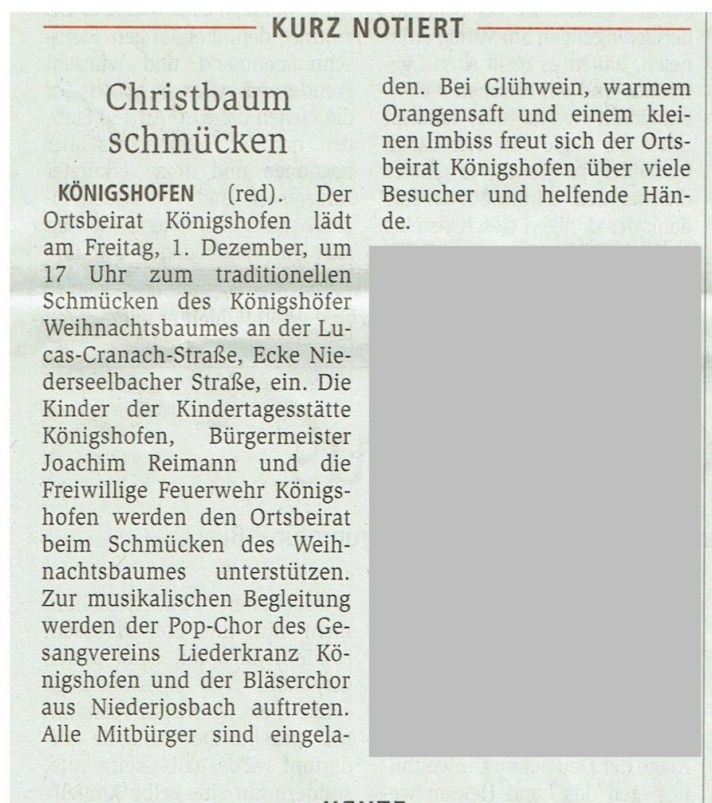 KURZ NOTIERT
Christbaum
schmücken
KÖNIGSHOFEN (red). Der
Ortsbeirat Königshofen lädt
am Freitag, 1. Dezember, um
17 Uhr zum traditionellen
Schmücken des Königshöfer
Weihnachtsbaumes an der Lu-
cas-Cranach-Straße, Ecke Nie-
derseelbacher Straße, ein. Die
Kinder der Kindertagesstätte
Königshofen, Bürgermeister
Joachim Reimann und die
Freiwillige Feuerwehr Königs-
hofen werden den Ortsbeirat
beim Schmücken des Weih-
nachtsbaumes unterstützen.
Zur musikalischen Begleitung
werden der Pop-Chor des Ge-
sangvereins Liederkranz Kö-
nigshofen und der Bläserchor
aus Niederjosbach auftreten.
Alle Mitbürger sind eingela-
den. Bei Glühwein, warmem
Orangensaft und einem klei-
nen Imbiss freut sich der Orts-
beirat Königshofen über viele
Besucher und helfende Hän-
de.